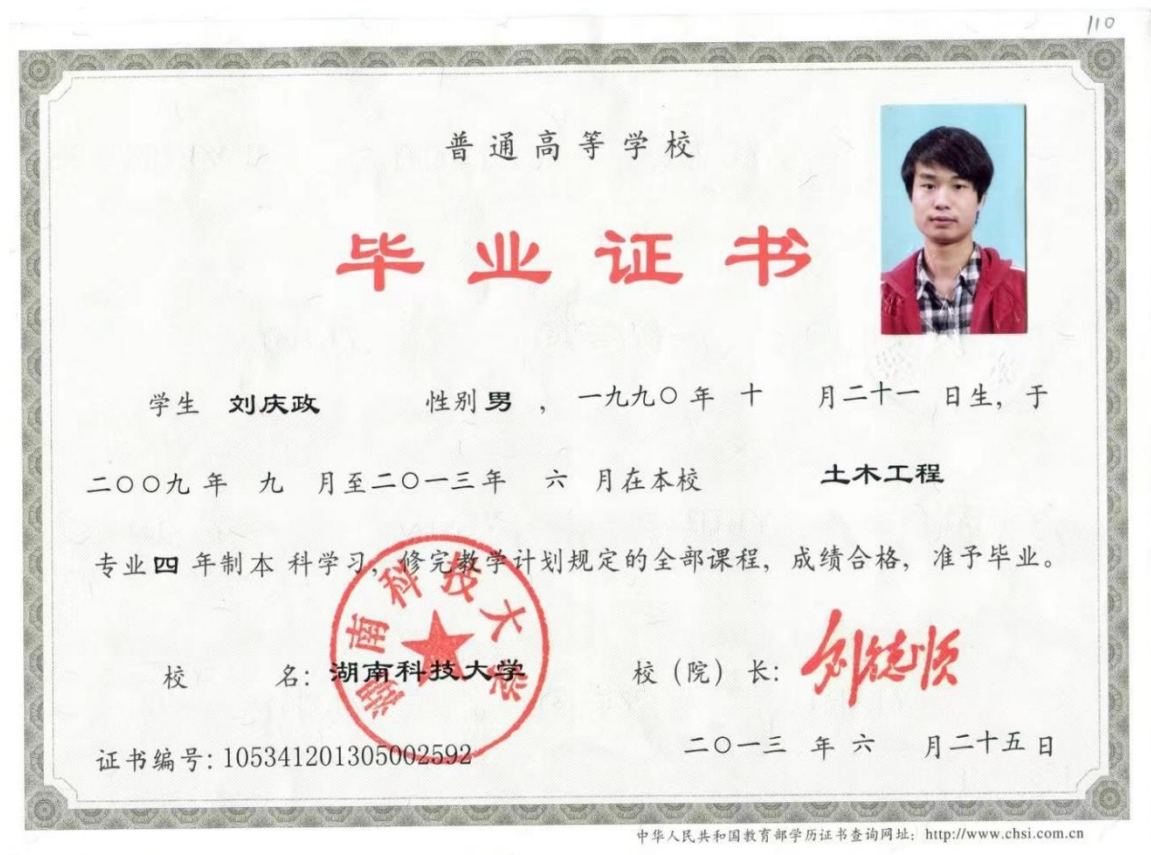 110
普通高等学校
毕业证书
学生 刘庆政 性别男，一九九〇年 十 月二十一 日生，于
二〇〇九年 九 月至二〇一三年 六 月在本校 土木工程
专业四 年制本 科学习，修完教学计划规定的全部课程，成绩合格，准予毕业。
湖南科技大学
校 名：湖南科技大学 校（院）长：刘德顺
证书编号：105341201305002592 二〇一三 年 六 月二十五日
中华人民共和国教育部学历证书查询网址：http://www.chsi.com.cn